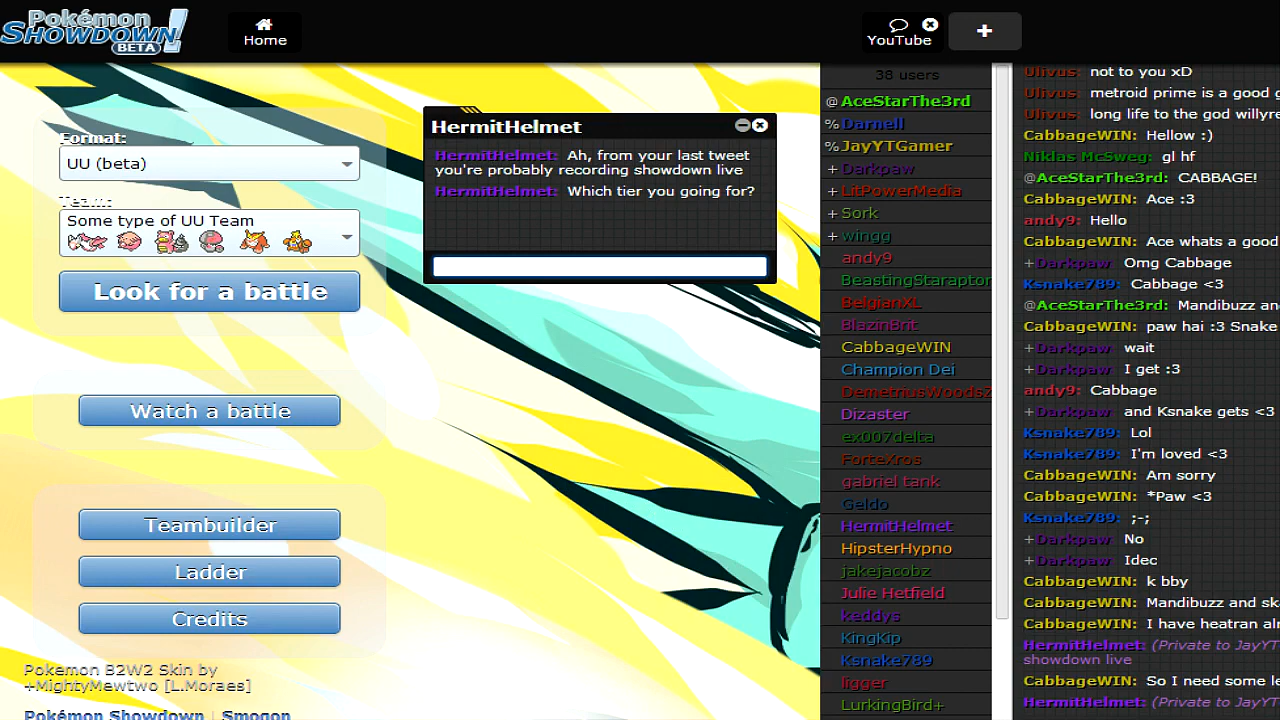 Pokémon
SHOWDOWN!
BETA
Home
YouTube
+
Format:
UU (beta)
Team:
Some type of UU Team
Look for a battle
Watch a battle
Teambuilder
Ladder
Credits
Pokemon B2W2 Skin by
+MightyMewtwo [L.Moraes]
Pokémon Showdown | Smogon
HermitHelmet
HermitHelmet: Ah, from your last tweet
you're probably recording showdown live
HermitHelmet: Which tier you going for?
38 users
@AceStarThe3rd
%Darnell
%JayYTGamer
+Darkpaw
+LitPowerMedia
+Sork
+wingg
andy9
BeastingStaraptor
BelgianXL
BlazinBrit
CabbageWIN
Champion Dei
DemetriusWoodsZ
Dizaster
ex007delta
ForteXros
gabriel tank
Geldo
HermitHelmet
HipsterHypno
jakejacobz
Julie Hetfield
keddys
KingKip
Ksnake789
ligger
LurkingBird+
Ulivus: not to you xD
Ulivus: metroid prime is a good g
Ulivus: long life to the god willyre
CabbageWIN: Hellow :)
Niklas McSweg: gl hf
@AceStarThe3rd: CABBAGE!
CabbageWIN: Ace :3
andy9: Hello
CabbageWIN: Ace whats a good
+Darkpaw: Omg Cabbage
Ksnake789: Cabbage <3
@AceStarThe3rd: Mandibuzz an
CabbageWIN: paw hai :3 Snake
+Darkpaw: wait
+Darkpaw: I get :3
andy9: Cabbage
+Darkpaw: and Ksnake gets <3
Ksnake789: Lol
Ksnake789: I'm loved <3
CabbageWIN: Am sorry
CabbageWIN: *Paw <3
Ksnake789: ;-;
+Darkpaw: No
+Darkpaw: Idec
CabbageWIN: k bby
CabbageWIN: Mandibuzz and sk
CabbageWIN: I have heatran alr
HermitHelmet: (Private to JayYT
showdown live
CabbageWIN: So I need some le
HermitHelmet: (Private to JayYT